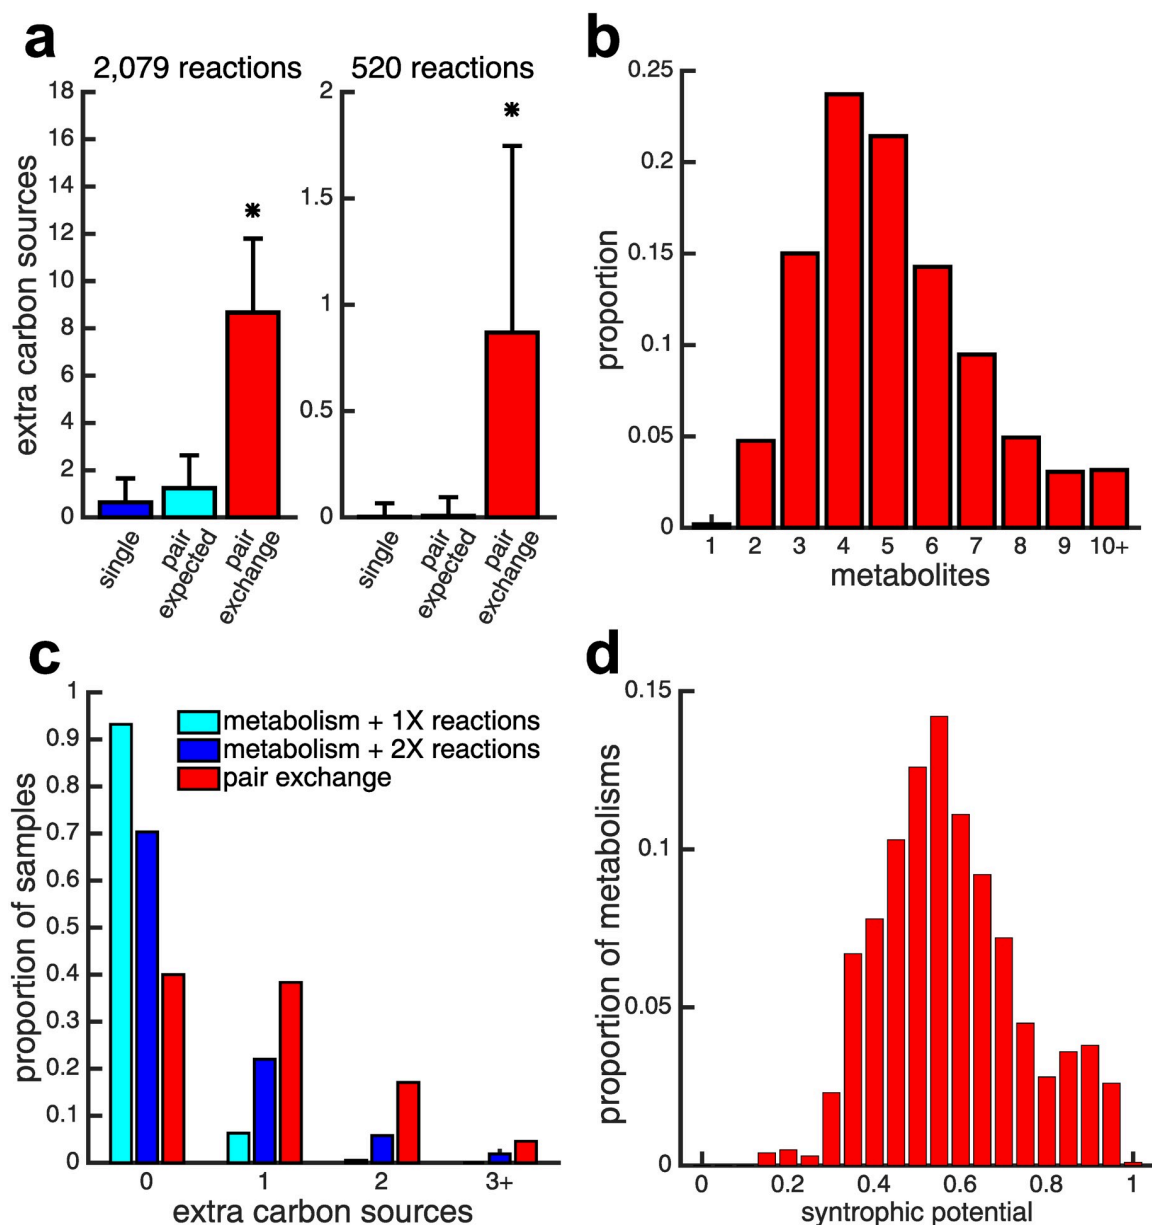 a
2,079 reactions
520 reactions
extra carbon sources
18
16
14
12
10
8
6
4
2
0
single
pair
expected
pair
exchange
*
2
1.5
1
0.5
0
single
pair
expected
pair
exchange
*
b
proportion
0.25
0.2
0.15
0.1
0.05
0
1 2 3 4 5 6 7 8 9 10+
metabolites
c
proportion of samples
1
0.9
0.8
0.7
0.6
0.5
0.4
0.3
0.2
0.1
0
metabolism + 1X reactions
metabolism + 2X reactions
pair exchange
0 1 2 3+
extra carbon sources
d
proportion of metabolisms
0.15
0.1
0.05
0
0 0.2 0.4 0.6 0.8 1
syntrophic potential